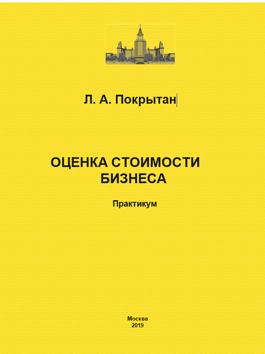 Л. А. Покрытан
ОЦЕНКА СТОИМОСТИ
БИЗНЕСА
Практикум
Москва
2019